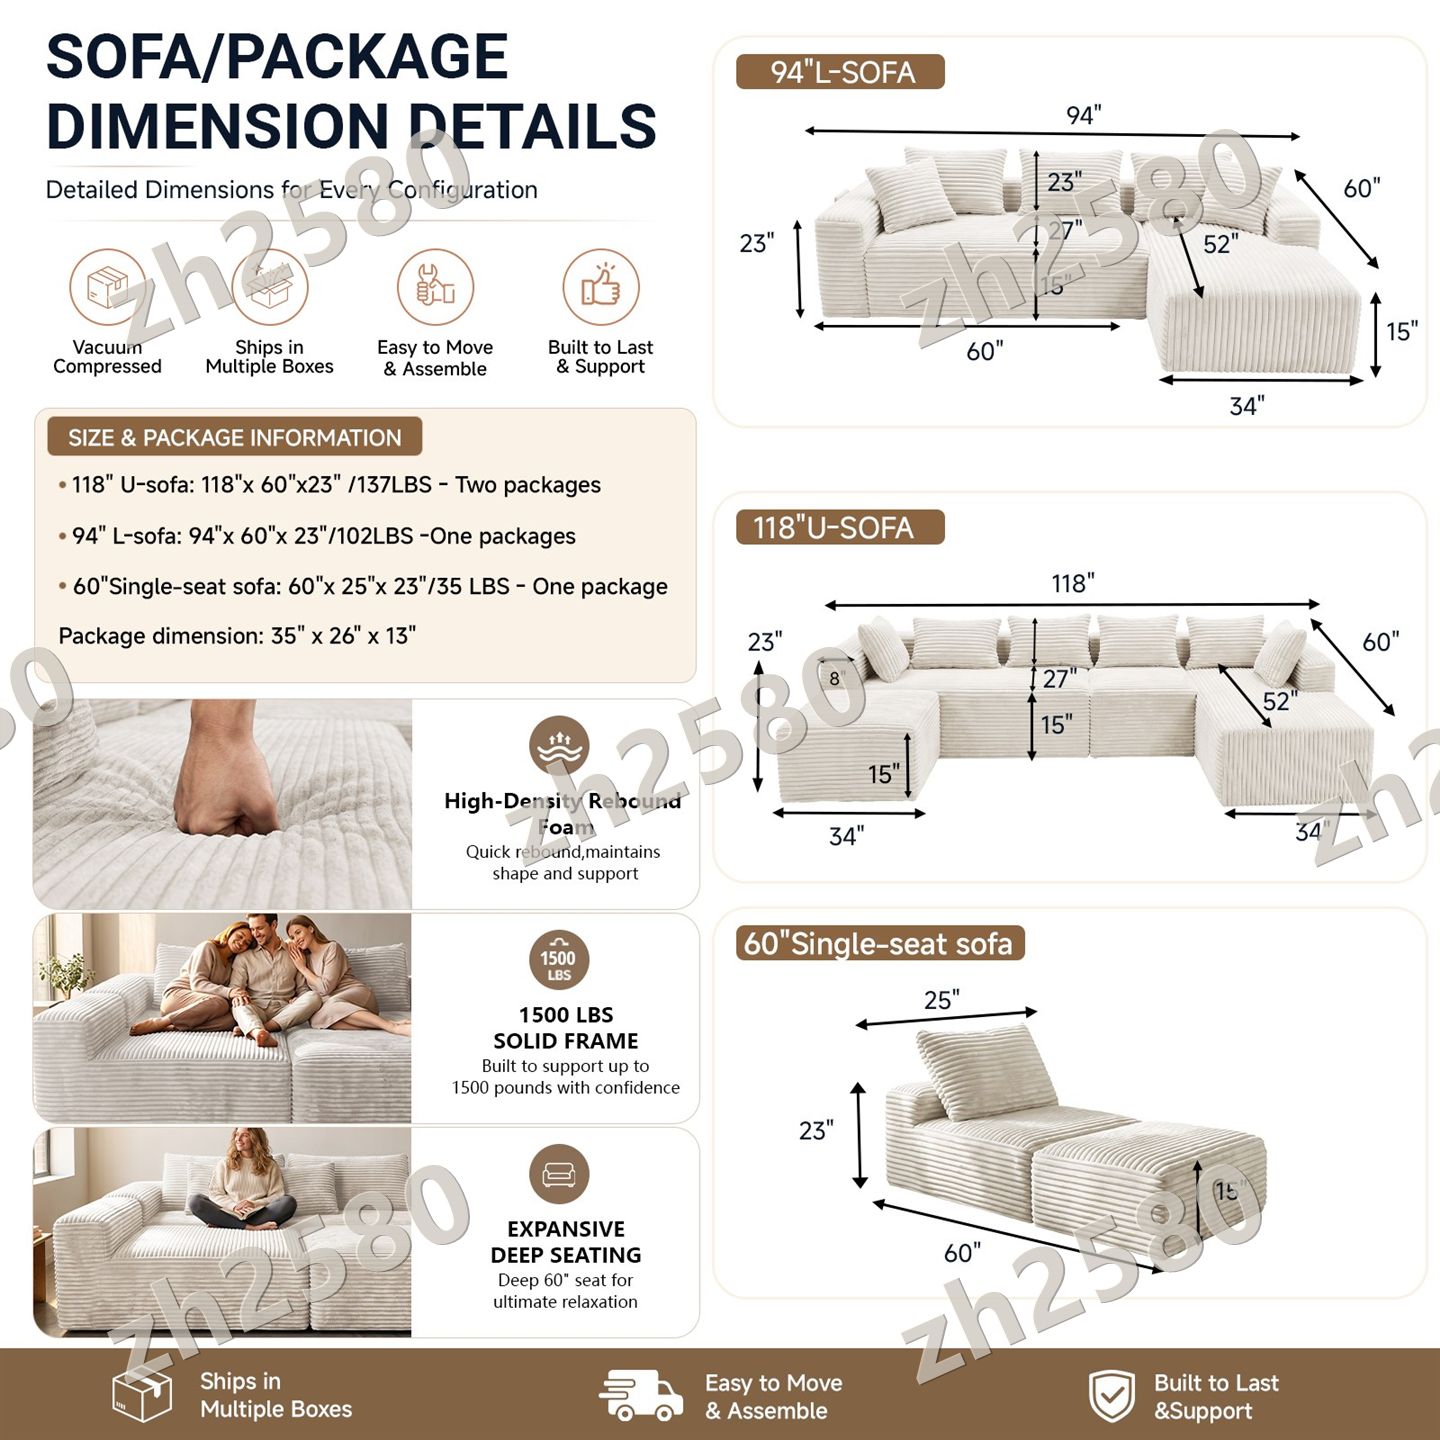 SOFA/PACKAGE
DIMENSION DETAILS
Detailed Dimensions for Every Configuration
Vacuum
Compressed
Ships in
Multiple Boxes
Easy to Move
& Assemble
Built to Last
& Support
SIZE & PACKAGE INFORMATION
• 118" U-sofa: 118"x 60"x23" /137LBS - Two packages
• 94" L-sofa: 94"x 60"x 23"/102LBS -One packages
• 60"Single-seat sofa: 60"x 25"x 23"/35 LBS - One package
Package dimension: 35" x 26" x 13"
High-Density Rebound
Foam
Quick rebound,maintains
shape and support
1500
LBS
1500 LBS
SOLID FRAME
Built to support up to
1500 pounds with confidence
EXPANSIVE
DEEP SEATING
Deep 60" seat for
ultimate relaxation
94"L-SOFA
94"
23"
60"
23"
27"
52"
15"
15"
60"
34"
118"U-SOFA
118"
23"
60"
8"
27"
52"
15"
15"
34"
34"
60"Single-seat sofa
25"
23"
15"
60"
Ships in
Multiple Boxes
Easy to Move
& Assemble
Built to Last
&Support
zh2580
zh2580
zh2580
zh2580
zh2580